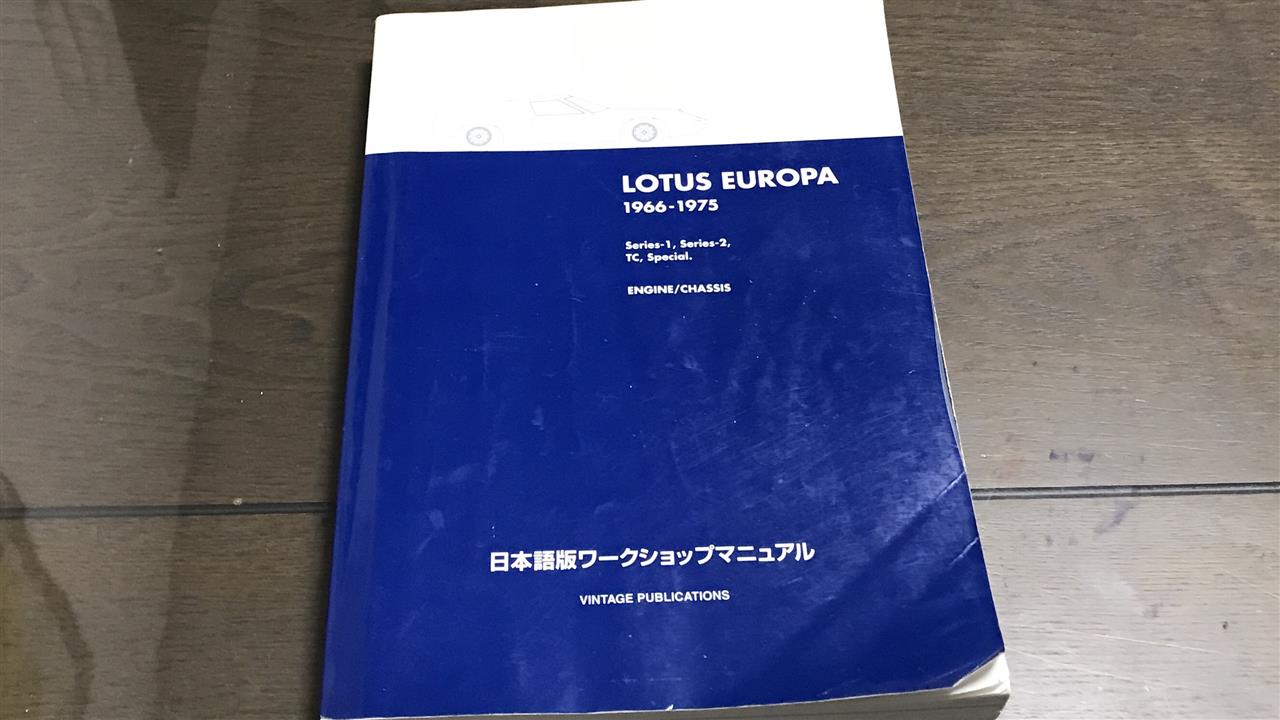 LOTUS EUROPA
1966-1975
Series-1, Series-2,
TC, Special.
ENGINE/CHASSIS
日本語版ワークショップマニュアル
VINTAGE PUBLICATIONS